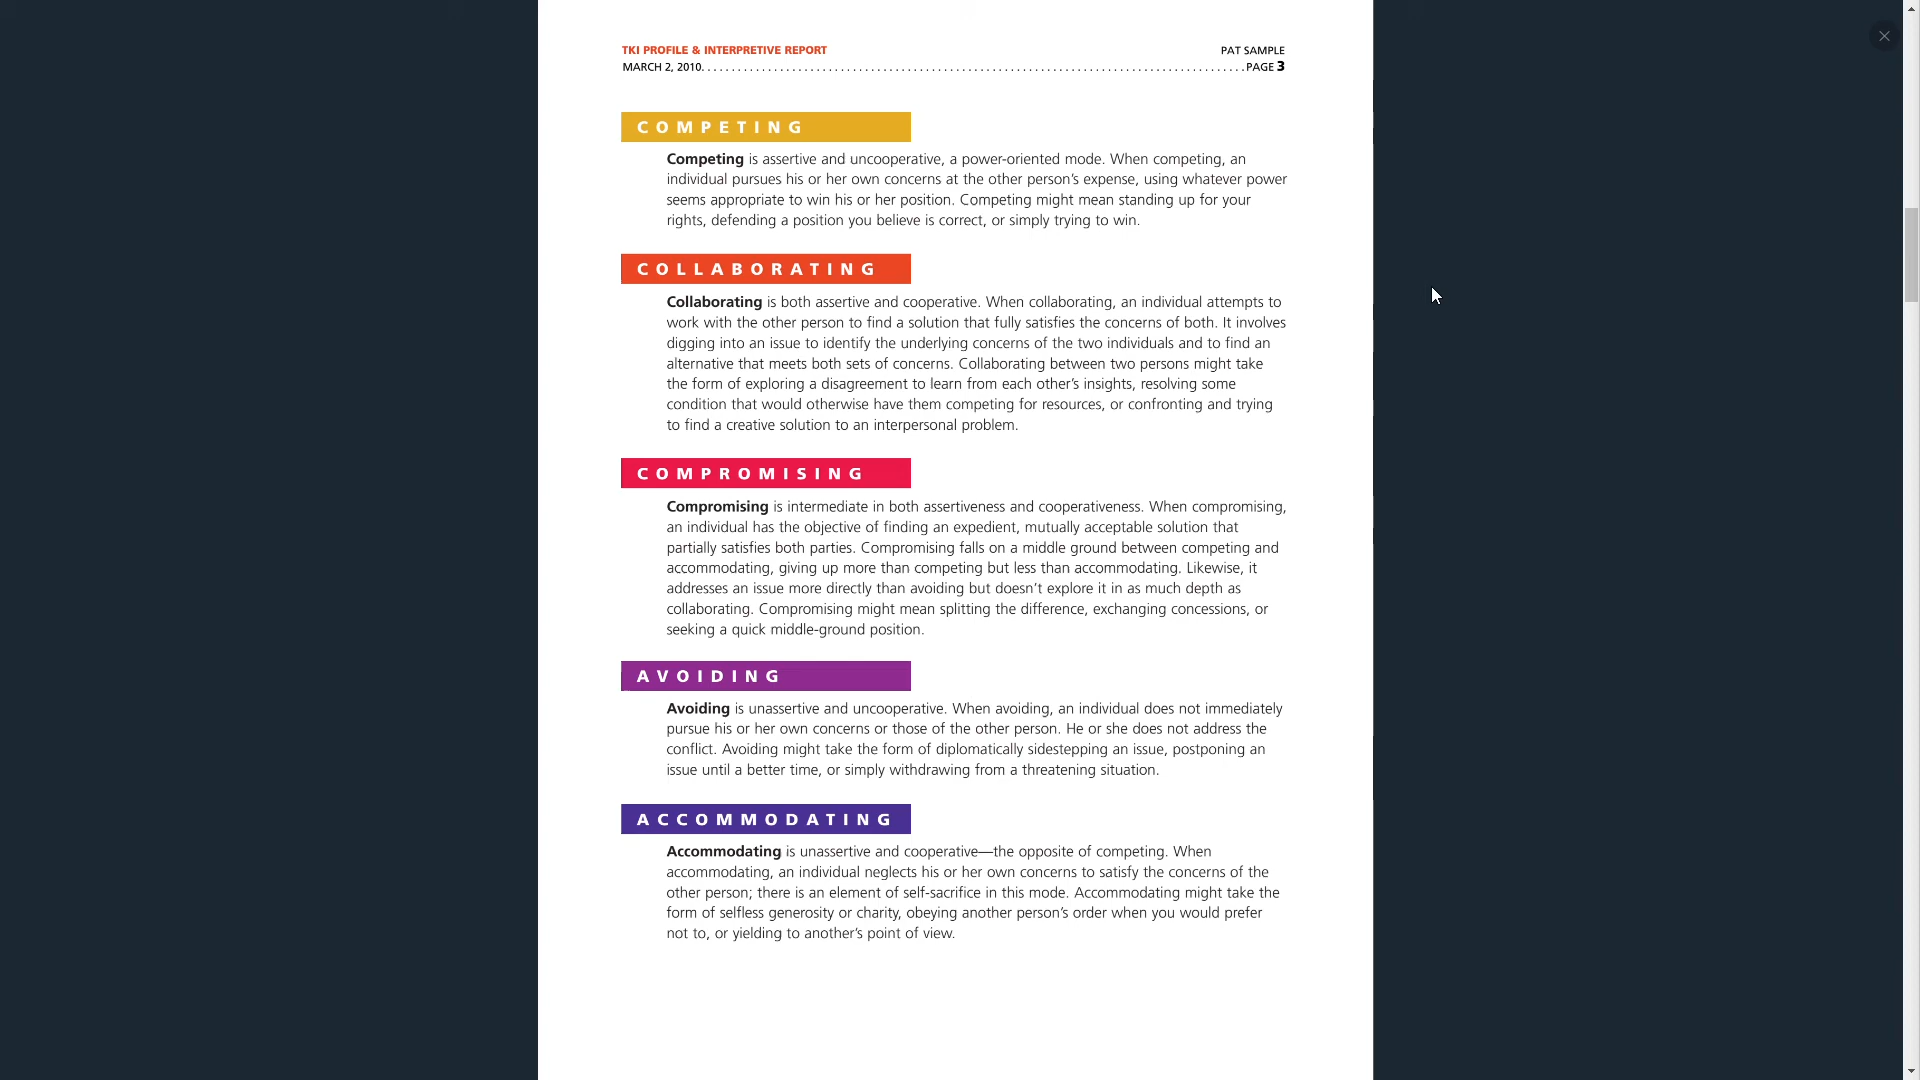 TKI PROFILE & INTERPRETIVE REPORT
PAT SAMPLE
MARCH 2, 2010. . . . . . . . . . . . . . . . . . . . . . . . . . . . . . . . . . . . . . . . . . . . . . . . . . . . . . . . . . . . . . . . . . . . . . . . . . . . . . . . . . . . . . . . . . PAGE 3
COMPETING
Competing is assertive and uncooperative, a power-oriented mode. When competing, an
individual pursues his or her own concerns at the other person’s expense, using whatever power
seems appropriate to win his or her position. Competing might mean standing up for your
rights, defending a position you believe is correct, or simply trying to win.
COLLABORATING
Collaborating is both assertive and cooperative. When collaborating, an individual attempts to
work with the other person to find a solution that fully satisfies the concerns of both. It involves
digging into an issue to identify the underlying concerns of the two individuals and to find an
alternative that meets both sets of concerns. Collaborating between two persons might take
the form of exploring a disagreement to learn from each other’s insights, resolving some
condition that would otherwise have them competing for resources, or confronting and trying
to find a creative solution to an interpersonal problem.
COMPROMISING
Compromising is intermediate in both assertiveness and cooperativeness. When compromising,
an individual has the objective of finding an expedient, mutually acceptable solution that
partially satisfies both parties. Compromising falls on a middle ground between competing and
accommodating, giving up more than competing but less than accommodating. Likewise, it
addresses an issue more directly than avoiding but doesn’t explore it in as much depth as
collaborating. Compromising might mean splitting the difference, exchanging concessions, or
seeking a quick middle-ground position.
AVOIDING
Avoiding is unassertive and uncooperative. When avoiding, an individual does not immediately
pursue his or her own concerns or those of the other person. He or she does not address the
conflict. Avoiding might take the form of diplomatically sidestepping an issue, postponing an
issue until a better time, or simply withdrawing from a threatening situation.
ACCOMMODATING
Accommodating is unassertive and cooperative—the opposite of competing. When
accommodating, an individual neglects his or her own concerns to satisfy the concerns of the
other person; there is an element of self-sacrifice in this mode. Accommodating might take the
form of selfless generosity or charity, obeying another person’s order when you would prefer
not to, or yielding to another’s point of view.